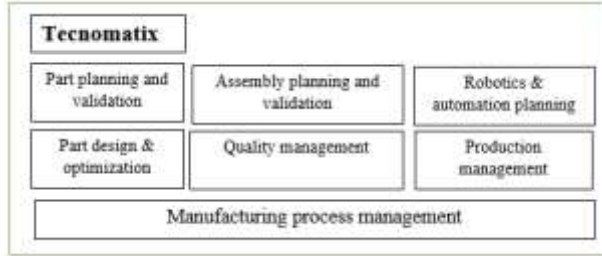 Tecnomatix
Part planning and
validation
Assembly planning and
validation
Robotics &
automation planning
Part design &
optimization
Quality management
Production
management
Manufacturing process management